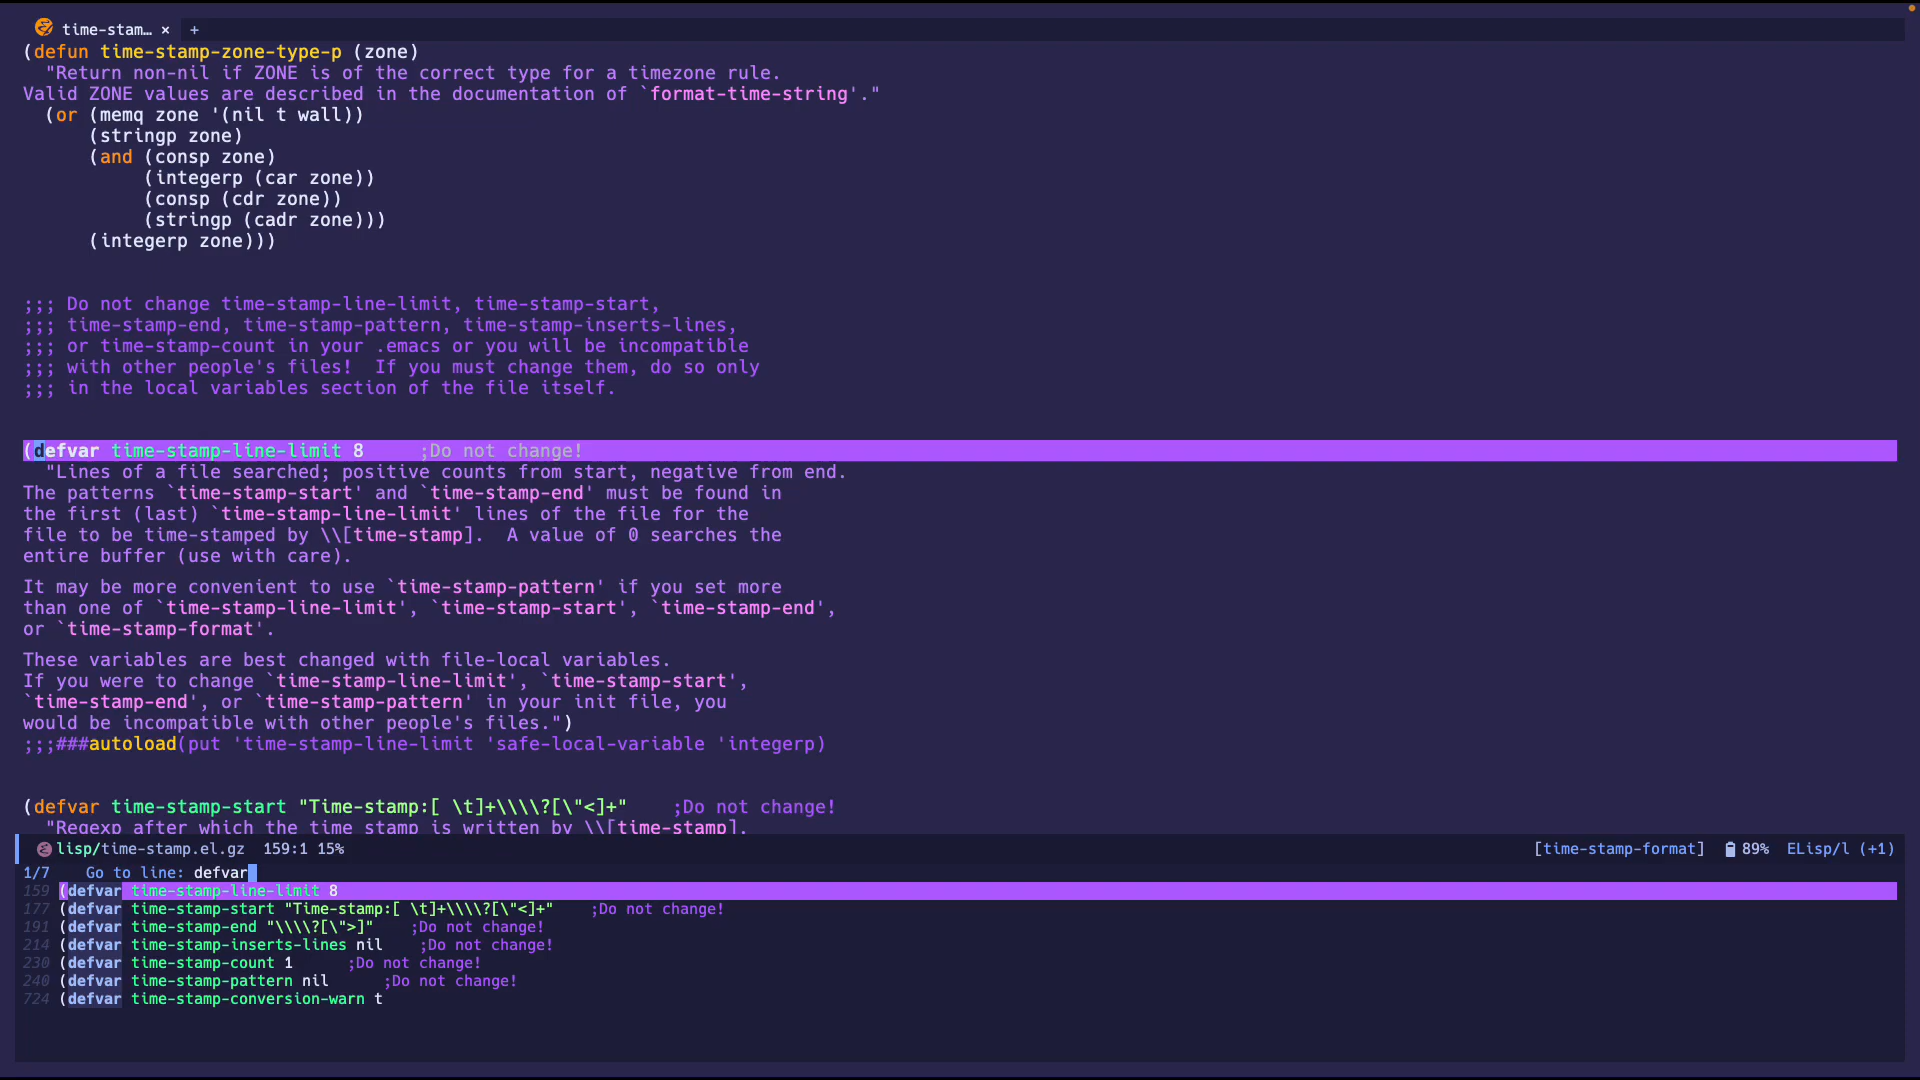 time-stam… × +
(defun time-stamp-zone-type-p (zone)
  "Return non-nil if ZONE is of the correct type for a timezone rule.
Valid ZONE values are described in the documentation of `format-time-string'."
  (or (memq zone '(nil t wall))
      (stringp zone)
      (and (consp zone)
           (integerp (car zone))
           (consp (cdr zone))
           (stringp (cadr zone)))
      (integerp zone)))
;;; Do not change time-stamp-line-limit, time-stamp-start,
;;; time-stamp-end, time-stamp-pattern, time-stamp-inserts-lines,
;;; or time-stamp-count in your .emacs or you will be incompatible
;;; with other people's files!  If you must change them, do so only
;;; in the local variables section of the file itself.
(defvar time-stamp-line-limit 8     ;Do not change!
  "Lines of a file searched; positive counts from start, negative from end.
The patterns `time-stamp-start' and `time-stamp-end' must be found in
the first (last) `time-stamp-line-limit' lines of the file for the
file to be time-stamped by \\[time-stamp].  A value of 0 searches the
entire buffer (use with care).
It may be more convenient to use `time-stamp-pattern' if you set more
than one of `time-stamp-line-limit', `time-stamp-start', `time-stamp-end',
or `time-stamp-format'.
These variables are best changed with file-local variables.
If you were to change `time-stamp-line-limit', `time-stamp-start',
`time-stamp-end', or `time-stamp-pattern' in your init file, you
would be incompatible with other people's files.")
;;;###autoload(put 'time-stamp-line-limit 'safe-local-variable 'integerp)
(defvar time-stamp-start "Time-stamp:[ \t]+\\\\?[\"<]+"    ;Do not change!
  "Regexp after which the time stamp is written by \\[time-stamp].
lisp/time-stamp.el.gz  159:1 15% [time-stamp-format] 89% ELisp/l (+1)
1/7    Go to line: defvar
159 (defvar time-stamp-line-limit 8
177 (defvar time-stamp-start "Time-stamp:[ \t]+\\\\?[\"<]+"    ;Do not change!
191 (defvar time-stamp-end "\\\\?[\">]"    ;Do not change!
214 (defvar time-stamp-inserts-lines nil    ;Do not change!
230 (defvar time-stamp-count 1      ;Do not change!
240 (defvar time-stamp-pattern nil      ;Do not change!
724 (defvar time-stamp-conversion-warn t